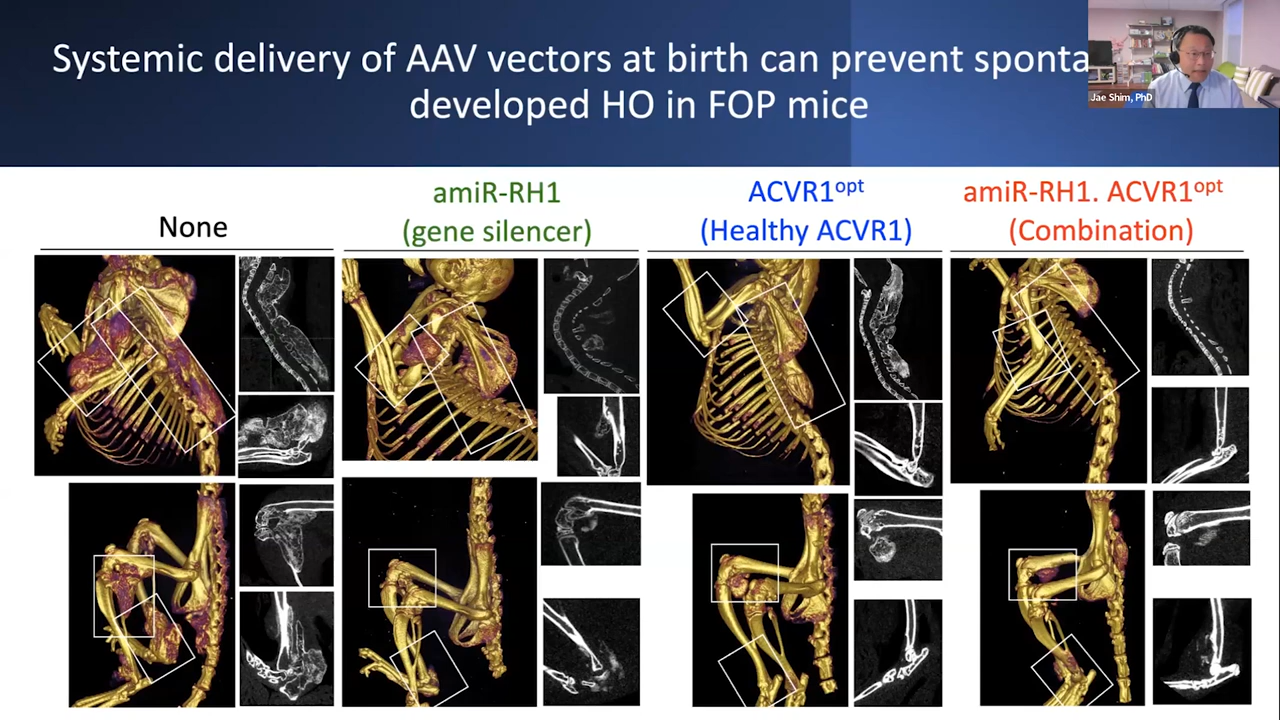 Systemic delivery of AAV vectors at birth can prevent sponta
developed HO in FOP mice
Jae Shim, PhD
None
amiR-RH1
(gene silencer)
ACVR1opt
(Healthy ACVR1)
amiR-RH1. ACVR1opt
(Combination)